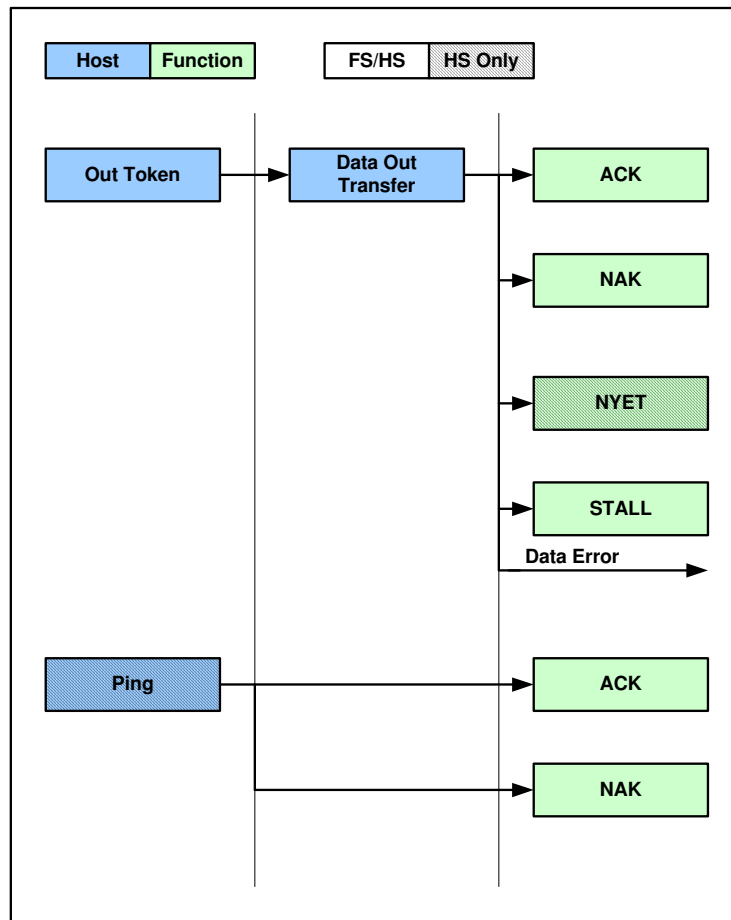 Host
Function
FS/HS
HS Only
Out Token
Data Out
Transfer
ACK
NAK
NYET
STALL
Data Error
Ping
ACK
NAK